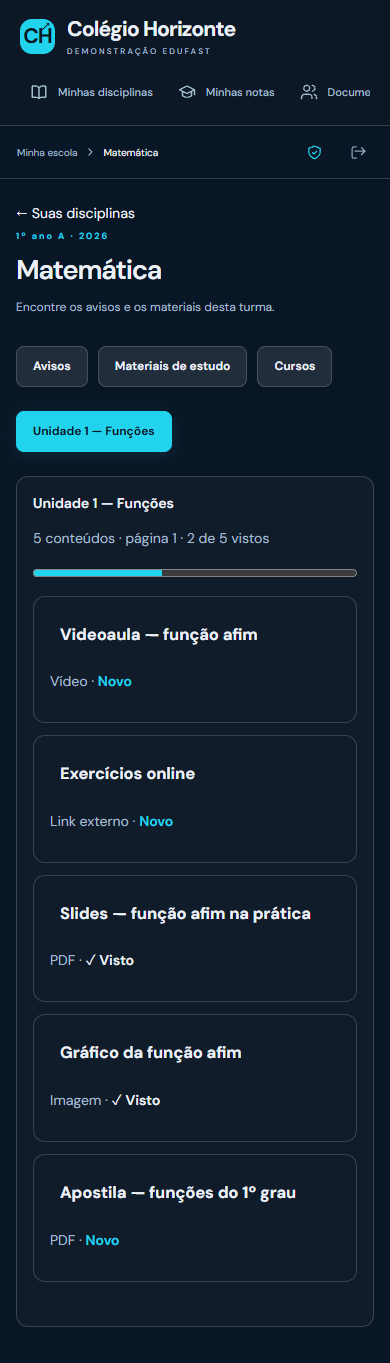 CH
Colégio Horizonte
DEMONSTRAÇÃO EDUFAST
Minhas disciplinas
Minhas notas
Docume
Minha escola > Matemática
← Suas disciplinas
1º ano A · 2026
Matemática
Encontre os avisos e os materiais desta turma.
Avisos
Materiais de estudo
Cursos
Unidade 1 — Funções
Unidade 1 — Funções
5 conteúdos · página 1 · 2 de 5 vistos
Videoaula — função afim
Vídeo · Novo
Exercícios online
Link externo · Novo
Slides — função afim na prática
PDF · ✓ Visto
Gráfico da função afim
Imagem · ✓ Visto
Apostila — funções do 1º grau
PDF · Novo